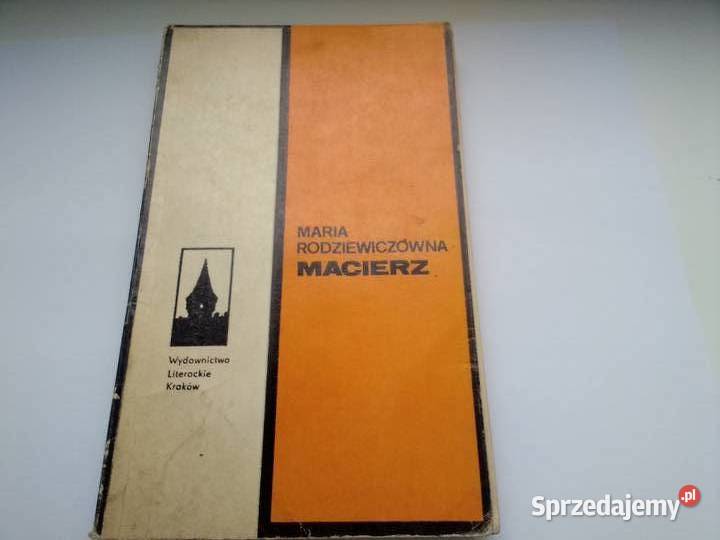 MARIA
RODZIEWICZÓWNA
MACIERZ
Wydawnictwo
Literackie
Kraków
Sprzedajemy.pl